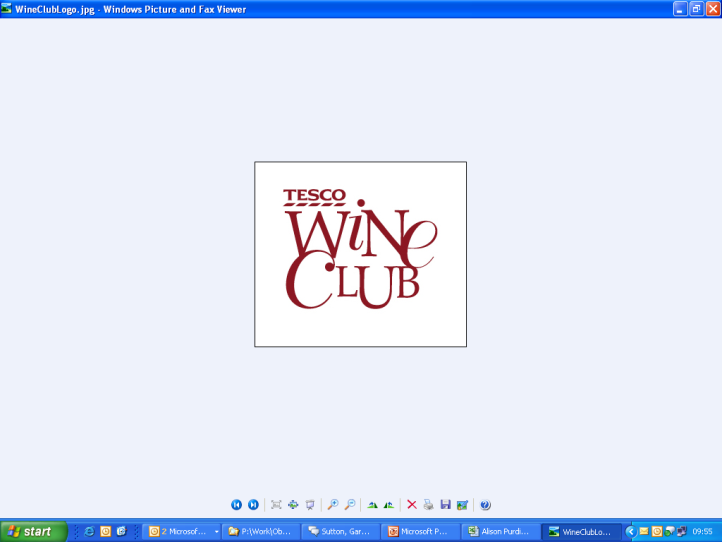 WineClubLogo.jpg - Windows Picture and Fax Viewer
TESCO
WiNe
CLUB
start
2 Microsof...
P:\Work\Ob...
Sutton, Gar...
Microsoft P...
Alison Purdi...
WineClubLo...
09:55